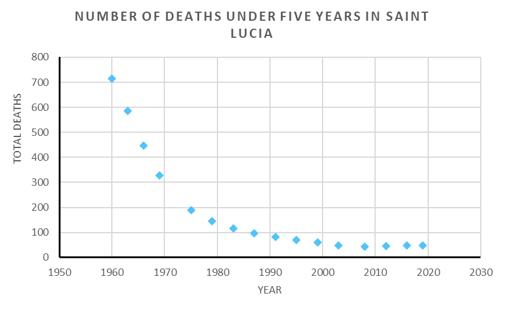 NUMBER OF DEATHS UNDER FIVE YEARS IN SAINT
LUCIA
800
700
600
500
400
300
200
100
0
TOTAL DEATHS
1950 1960 1970 1980 1990 2000 2010 2020 2030
YEAR